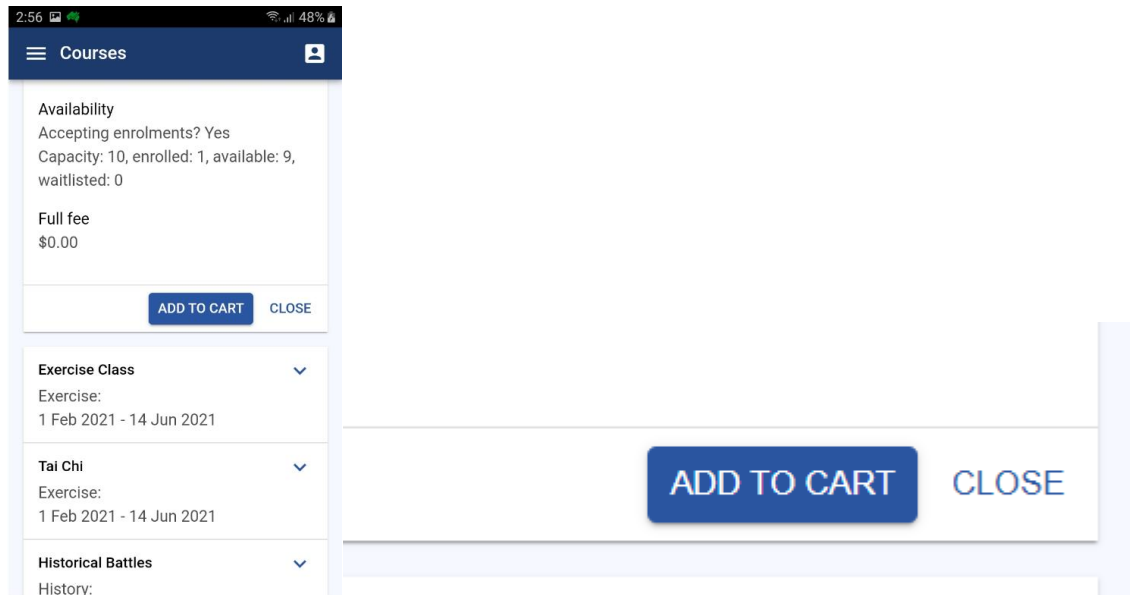 2:56 48%
Courses
Availability
Accepting enrolments? Yes
Capacity: 10, enrolled: 1, available: 9,
waitlisted: 0
Full fee
$0.00
ADD TO CART CLOSE
Exercise Class
Exercise:
1 Feb 2021 - 14 Jun 2021
Tai Chi
Exercise:
1 Feb 2021 - 14 Jun 2021
Historical Battles
History:
ADD TO CART CLOSE